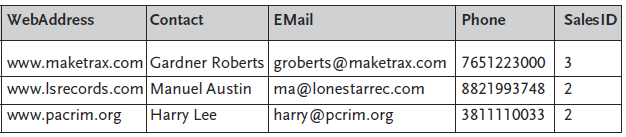 WebAddress Contact EMail Phone SalesID
www.maketrax.com Gardner Roberts groberts@maketrax.com 7651223000 3
www.lsrecords.com Manuel Austin ma@lonestarrec.com 8821993748 2
www.pacrim.org Harry Lee harry@pcrim.org 3811110033 2